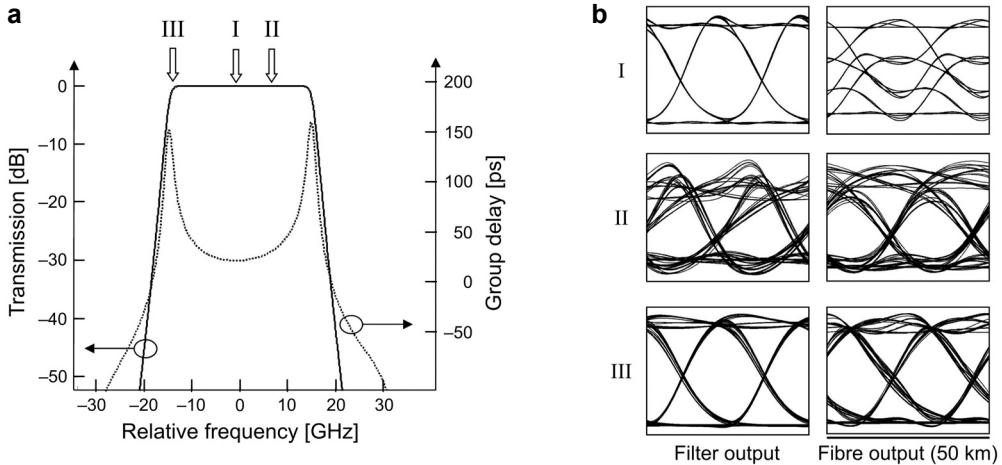 a
III I II
0
–10
–20
–30
–40
–50
Transmission [dB]
200
150
100
50
0
–50
Group delay [ps]
–30 –20 –10 0 10 20 30
Relative frequency [GHz]
b
I
II
III
Filter output Fibre output (50 km)